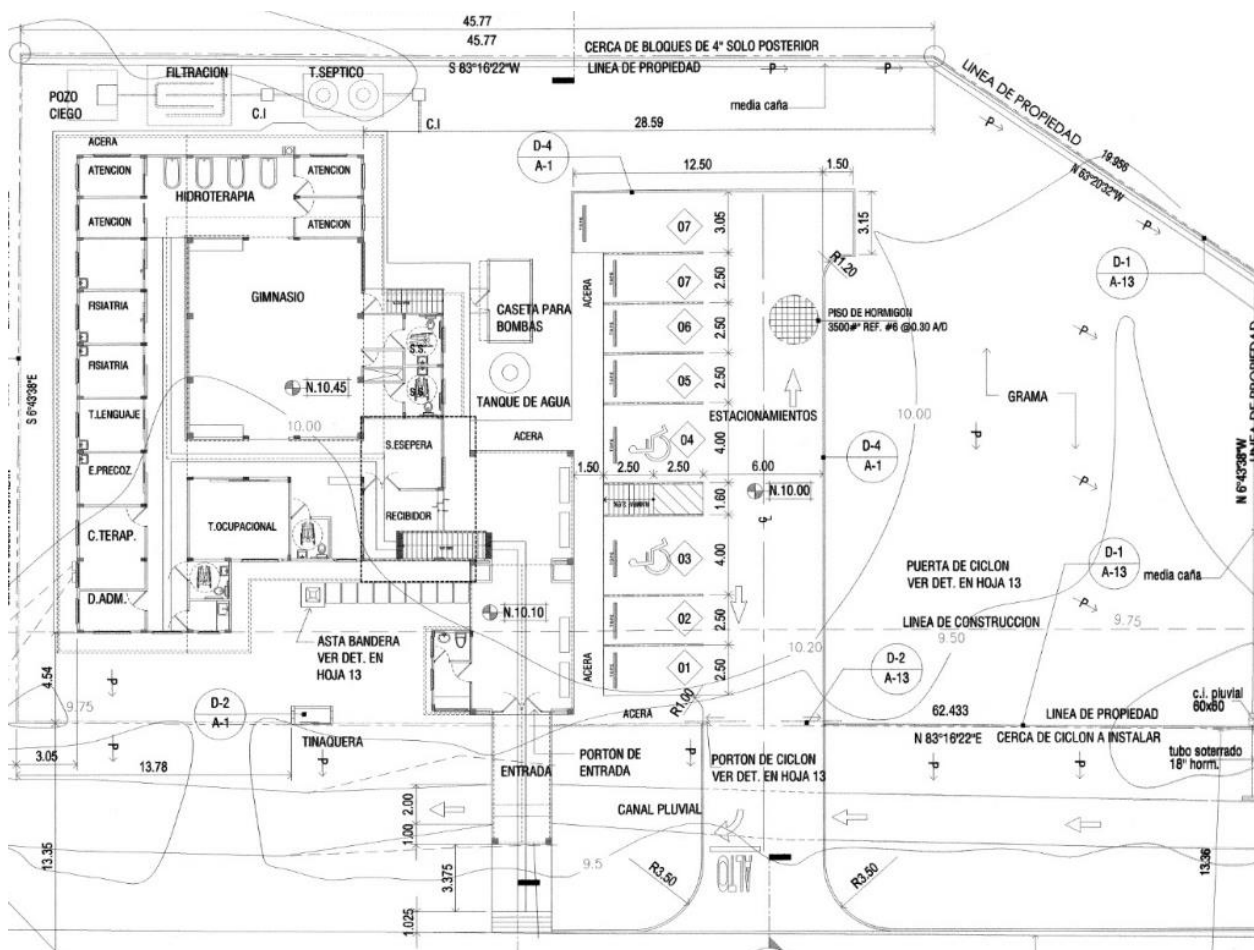 45.77
45.77
CERCA DE BLOQUES DE 4" SOLO POSTERIOR
S 83°16'22"W
LINEA DE PROPIEDAD
P
P
LINEA DE PROPIEDAD
FILTRACION
T.SEPTICO
POZO
CIEGO
C.I
C.I
media caña
P
19.956
N 63°20'32"W
28.59
ACERA
D-4
A-1
12.50
1.50
ATENCION
ATENCION
HIDROTERAPIA
ATENCION
ATENCION
07
3.05
3.15
P
P
D-1
A-13
R1.20
GIMNASIO
ACERA
07
2.50
CASETA PARA
BOMBAS
FISIATRIA
06
2.50
PISO DE HORMIGON
3500#" REF. #6 @0.30 A/D
P
S.S.
FISIATRIA
S.S.
05
2.50
N.10.45
TANQUE DE AGUA
GRAMA
S 6°43'38"E
T.LENGUAJE
10.00
ESTACIONAMIENTOS
10.00
S.ESEPERA
ACERA
04
4.00
P
D-4
A-1
E.PRECOZ.
1.50
2.50
2.50
6.00
N 6°43'38"W
LINEA DE PROPIEDAD
P
N.10.00
RECIBIDOR
1.60
T.OCUPACIONAL
C.TERAP.
℄
03
4.00
D-1
A-13
media caña
PUERTA DE CICLON
VER DET. EN HOJA 13
D.ADM.
N.10.10
02
2.50
P
LINEA DE CONSTRUCCION
9.75
9.50
ASTA BANDERA
VER DET. EN
HOJA 13
10.20
4.54
ACERA
01
2.50
D-2
A-13
P
D-2
A-1
9.75
R1.00
c.i. pluvial
60x60
ACERA
62.433
LINEA DE PROPIEDAD
TINAQUERA
N 83°16'22"E
CERCA DE CICLON A INSTALAR
P
P
P
P
P
3.05
13.78
ENTRADA
PORTON DE
ENTRADA
PORTON DE CICLON
VER DET. EN HOJA 13
tubo soterrado
18" horm.
2.00
1.00
CANAL PLUVIAL
13.35
3.375
9.5
R3.50
ALTO
R3.50
13.36
1.025